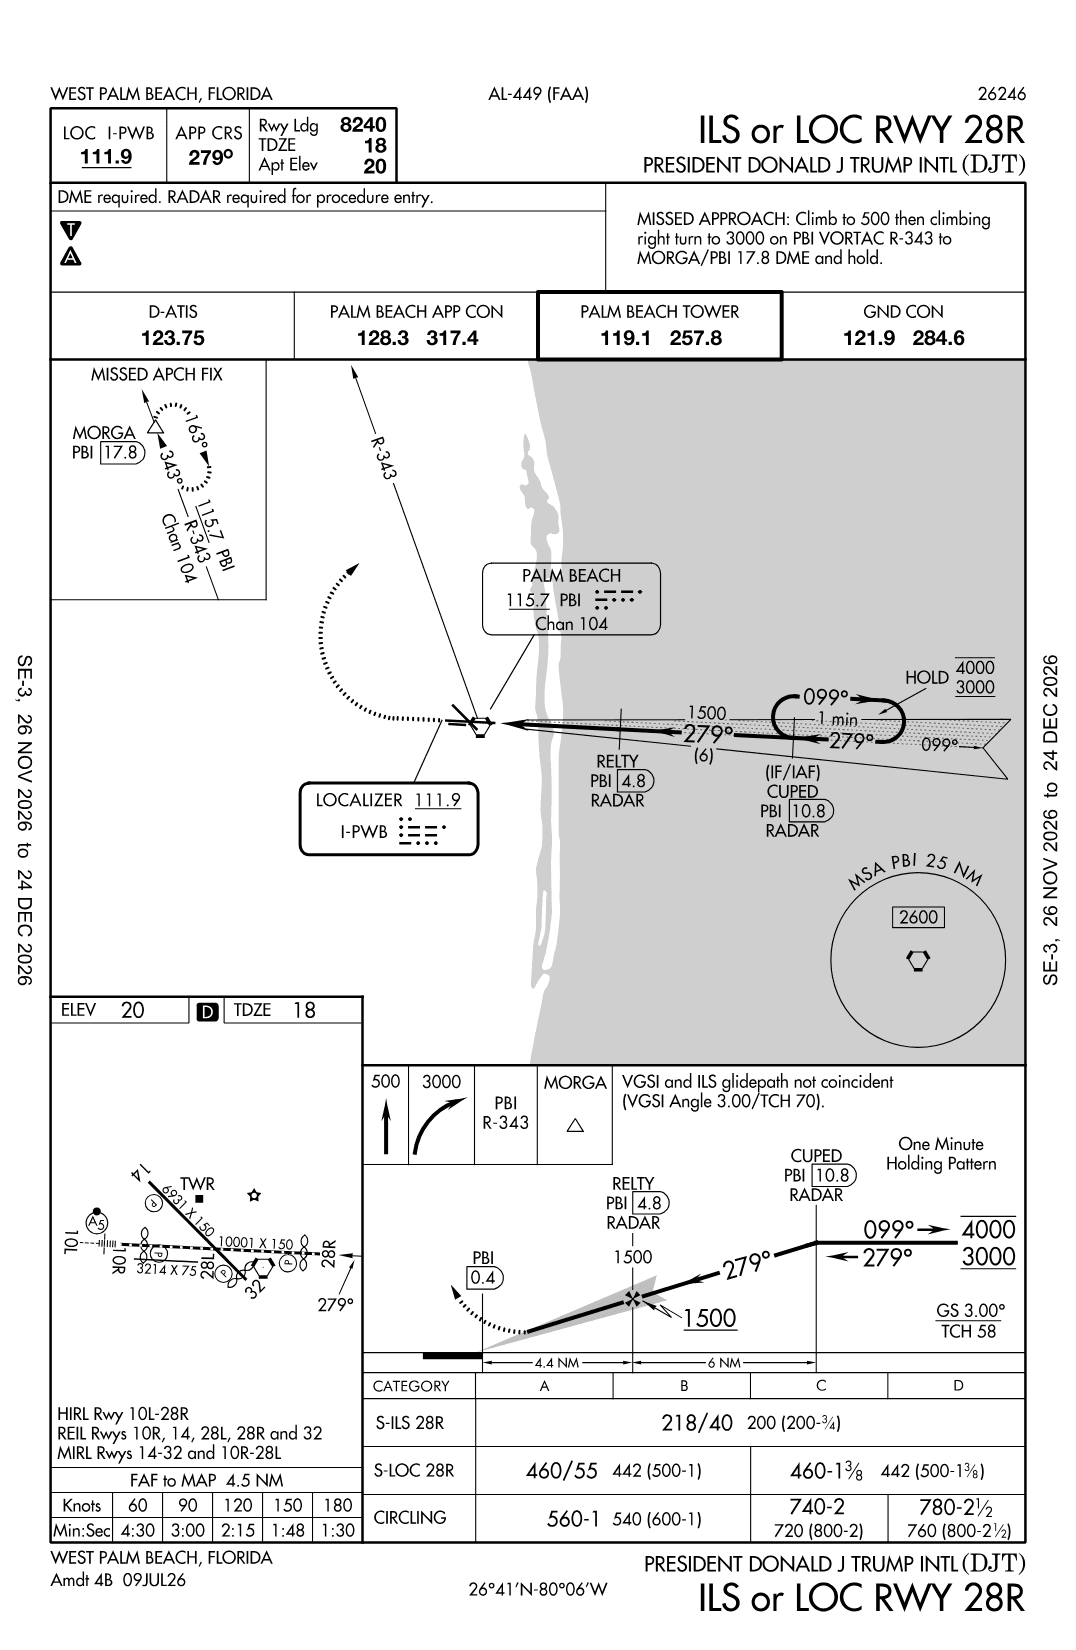 WEST PALM BEACH, FLORIDA
AL-449 (FAA)
26246
LOC I-PWB
111.9
APP CRS
279°
Rwy Ldg 8240
TDZE 18
Apt Elev 20
ILS or LOC RWY 28R
PRESIDENT DONALD J TRUMP INTL (DJT)
DME required. RADAR required for procedure entry.
T
A
MISSED APPROACH: Climb to 500 then climbing
right turn to 3000 on PBI VORTAC R-343 to
MORGA/PBI 17.8 DME and hold.
D-ATIS
123.75
PALM BEACH APP CON
128.3 317.4
PALM BEACH TOWER
119.1 257.8
GND CON
121.9 284.6
MISSED APCH FIX
MORGA
PBI 17.8
163°
343°
115.7 PBI
R-343
Chan 104
R-343
PALM BEACH
115.7 PBI
Chan 104
HOLD
4000
3000
099°
1 min
279°
099°
1500
279°
(6)
RELTY
PBI 4.8
RADAR
(IF/IAF)
CUPED
PBI 10.8
RADAR
LOCALIZER 111.9
I-PWB
MSA PBI 25 NM
2600
SE-3, 26 NOV 2026 to 24 DEC 2026
SE-3, 26 NOV 2026 to 24 DEC 2026
ELEV 20
D
TDZE 18
14
6931 X 150
TWR
P
A5
10L
10R
P
10001 X 150
3214 X 75
28L
P
P
32
28R
279°
HIRL Rwy 10L-28R
REIL Rwys 10R, 14, 28L, 28R and 32
MIRL Rwys 14-32 and 10R-28L
FAF to MAP 4.5 NM
Knots 60 90 120 150 180
Min:Sec 4:30 3:00 2:15 1:48 1:30
500
3000
PBI
R-343
MORGA
VGSI and ILS glidepath not coincident
(VGSI Angle 3.00/TCH 70).
One Minute
Holding Pattern
CUPED
PBI 10.8
RADAR
RELTY
PBI 4.8
RADAR
1500
PBI
0.4
279°
1500
099°
279°
4000
3000
GS 3.00°
TCH 58
4.4 NM
6 NM
CATEGORY A B C D
S-ILS 28R 218/40 200 (200-¾)
S-LOC 28R 460/55 442 (500-1) 460-1⅜ 442 (500-1⅜)
CIRCLING 560-1 540 (600-1) 740-2 720 (800-2) 780-2½ 760 (800-2½)
WEST PALM BEACH, FLORIDA
Amdt 4B 09JUL26
26°41'N-80°06'W
PRESIDENT DONALD J TRUMP INTL (DJT)
ILS or LOC RWY 28R